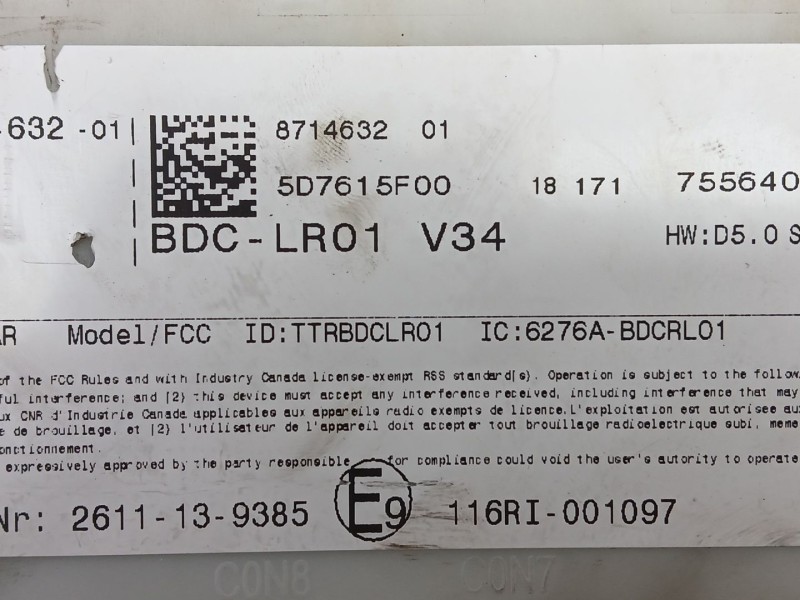 632 -01
8714632 01
5D7615F00 18 171 755640
BDC-LR01 V34 HW:D5.0 S
AR Model/FCC ID:TTRBDCLR01 IC:6276A-BDCRL01
of the FCC Rules and with Industry Canada license-exempt RSS standard(s). Operation is subject to the follow
ful interference; and (2) this device must accept any interference received, including interference that may
ux CNR d'Industrie Canada applicables aux appareils radio exempts de licence.L'exploitation est autorisee aux
e de brouillage, et (2) l'utilisateur de l'appareil doit accepter tout brouillage radioelectrique subi, meme
onctionnement.
expressively approved by the party responsible for compliance could void the user's authority to operate
Nr: 2611-13-9385 E9 116RI-001097
CON8 CON7